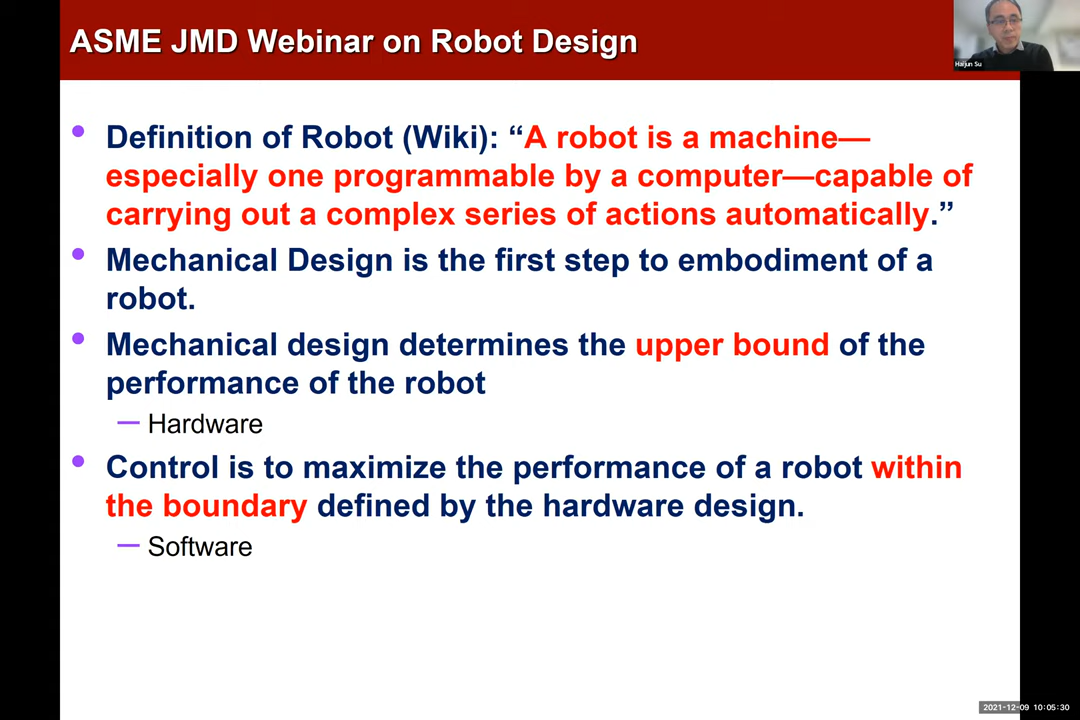 ASME JMD Webinar on Robot Design
Haijun Su
• Definition of Robot (Wiki): “A robot is a machine—
especially one programmable by a computer—capable of
carrying out a complex series of actions automatically.”
• Mechanical Design is the first step to embodiment of a
robot.
• Mechanical design determines the upper bound of the
performance of the robot
— Hardware
• Control is to maximize the performance of a robot within
the boundary defined by the hardware design.
— Software
2021-12-09 10:05:30